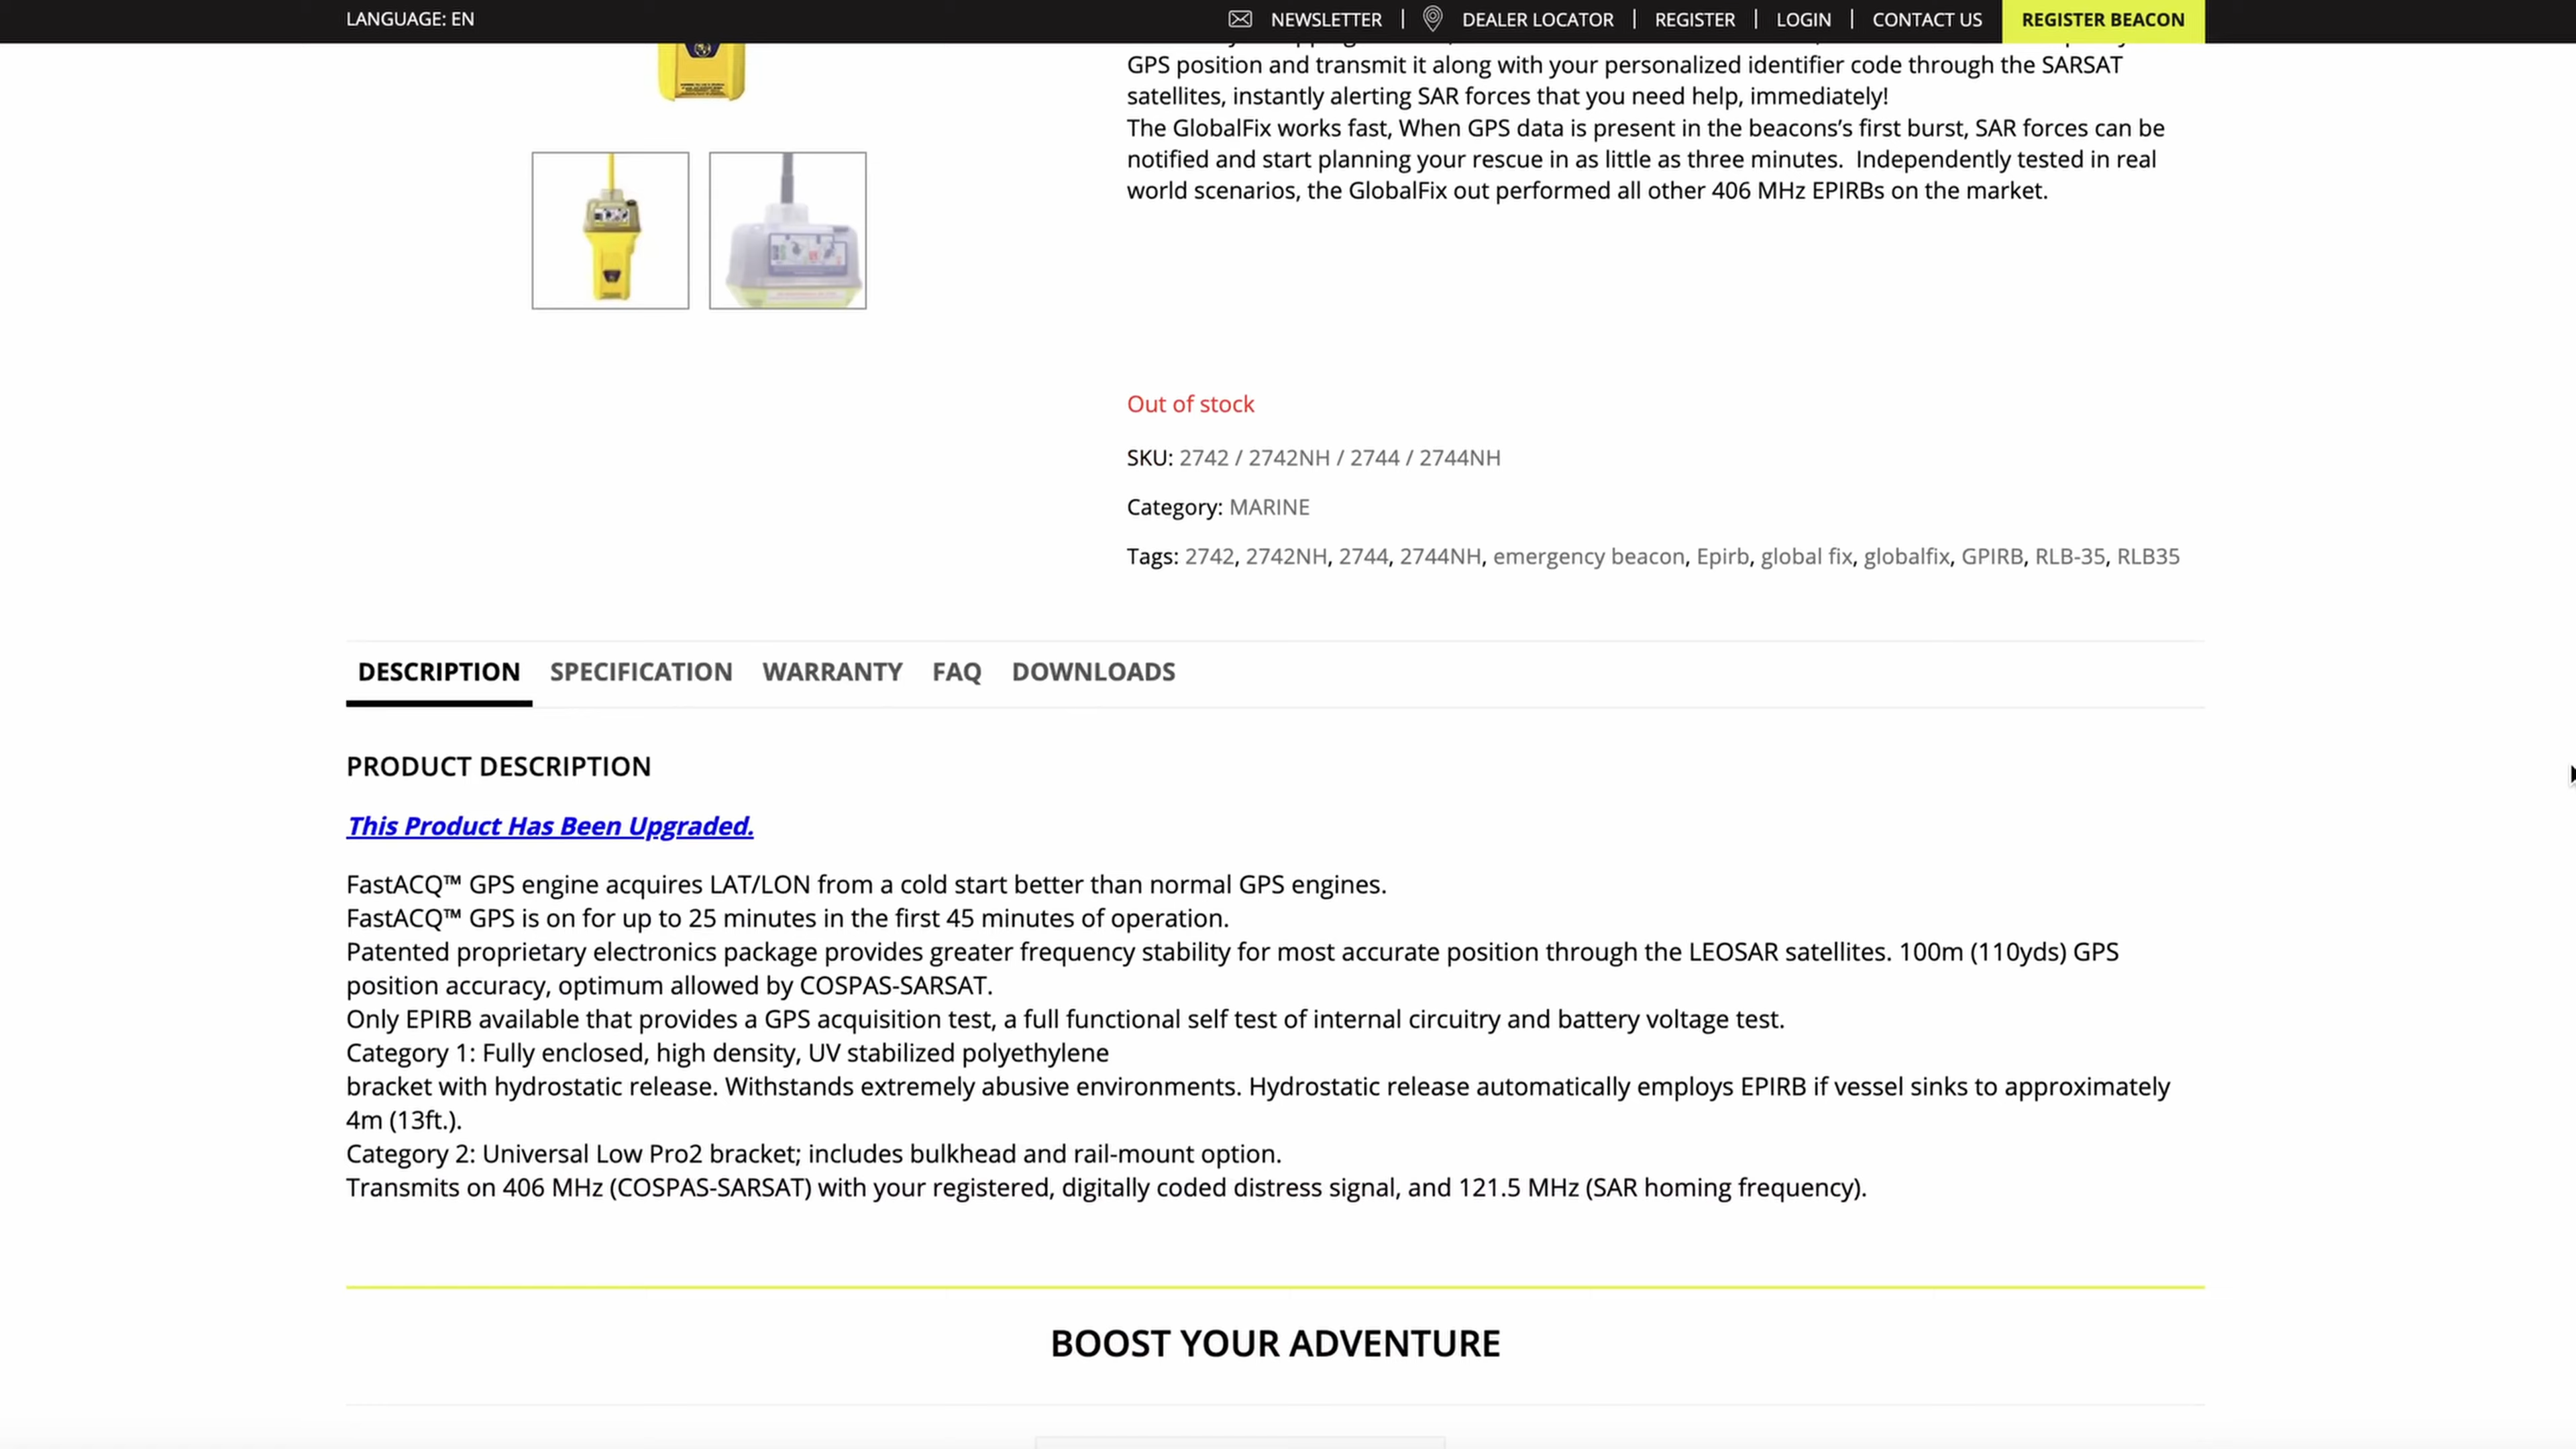 LANGUAGE: EN
NEWSLETTER | DEALER LOCATOR | REGISTER | LOGIN | CONTACT US
REGISTER BEACON
GPS position and transmit it along with your personalized identifier code through the SARSAT
satellites, instantly alerting SAR forces that you need help, immediately!
The GlobalFix works fast, When GPS data is present in the beacons’s first burst, SAR forces can be
notified and start planning your rescue in as little as three minutes.  Independently tested in real
world scenarios, the GlobalFix out performed all other 406 MHz EPIRBs on the market.
Out of stock
SKU: 2742 / 2742NH / 2744 / 2744NH
Category: MARINE
Tags: 2742, 2742NH, 2744, 2744NH, emergency beacon, Epirb, global fix, globalfix, GPIRB, RLB-35, RLB35
DESCRIPTION SPECIFICATION WARRANTY FAQ DOWNLOADS
PRODUCT DESCRIPTION
This Product Has Been Upgraded.
FastACQ™ GPS engine acquires LAT/LON from a cold start better than normal GPS engines.
FastACQ™ GPS is on for up to 25 minutes in the first 45 minutes of operation.
Patented proprietary electronics package provides greater frequency stability for most accurate position through the LEOSAR satellites. 100m (110yds) GPS
position accuracy, optimum allowed by COSPAS-SARSAT.
Only EPIRB available that provides a GPS acquisition test, a full functional self test of internal circuitry and battery voltage test.
Category 1: Fully enclosed, high density, UV stabilized polyethylene
bracket with hydrostatic release. Withstands extremely abusive environments. Hydrostatic release automatically employs EPIRB if vessel sinks to approximately
4m (13ft.).
Category 2: Universal Low Pro2 bracket; includes bulkhead and rail-mount option.
Transmits on 406 MHz (COSPAS-SARSAT) with your registered, digitally coded distress signal, and 121.5 MHz (SAR homing frequency).
BOOST YOUR ADVENTURE